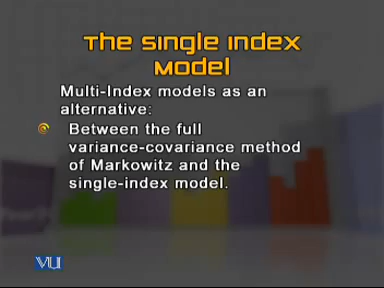 The Single Index
Model
Multi-Index models as an
alternative:
Between the full
variance-covariance method
of Markowitz and the
single-index model.
VU